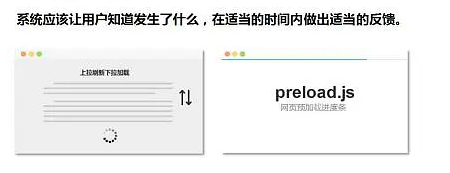 系统应该让用户知道发生了什么，在适当的时间内做出适当的反馈。
上拉刷新下拉加载
preload.js
网页预加载进度条